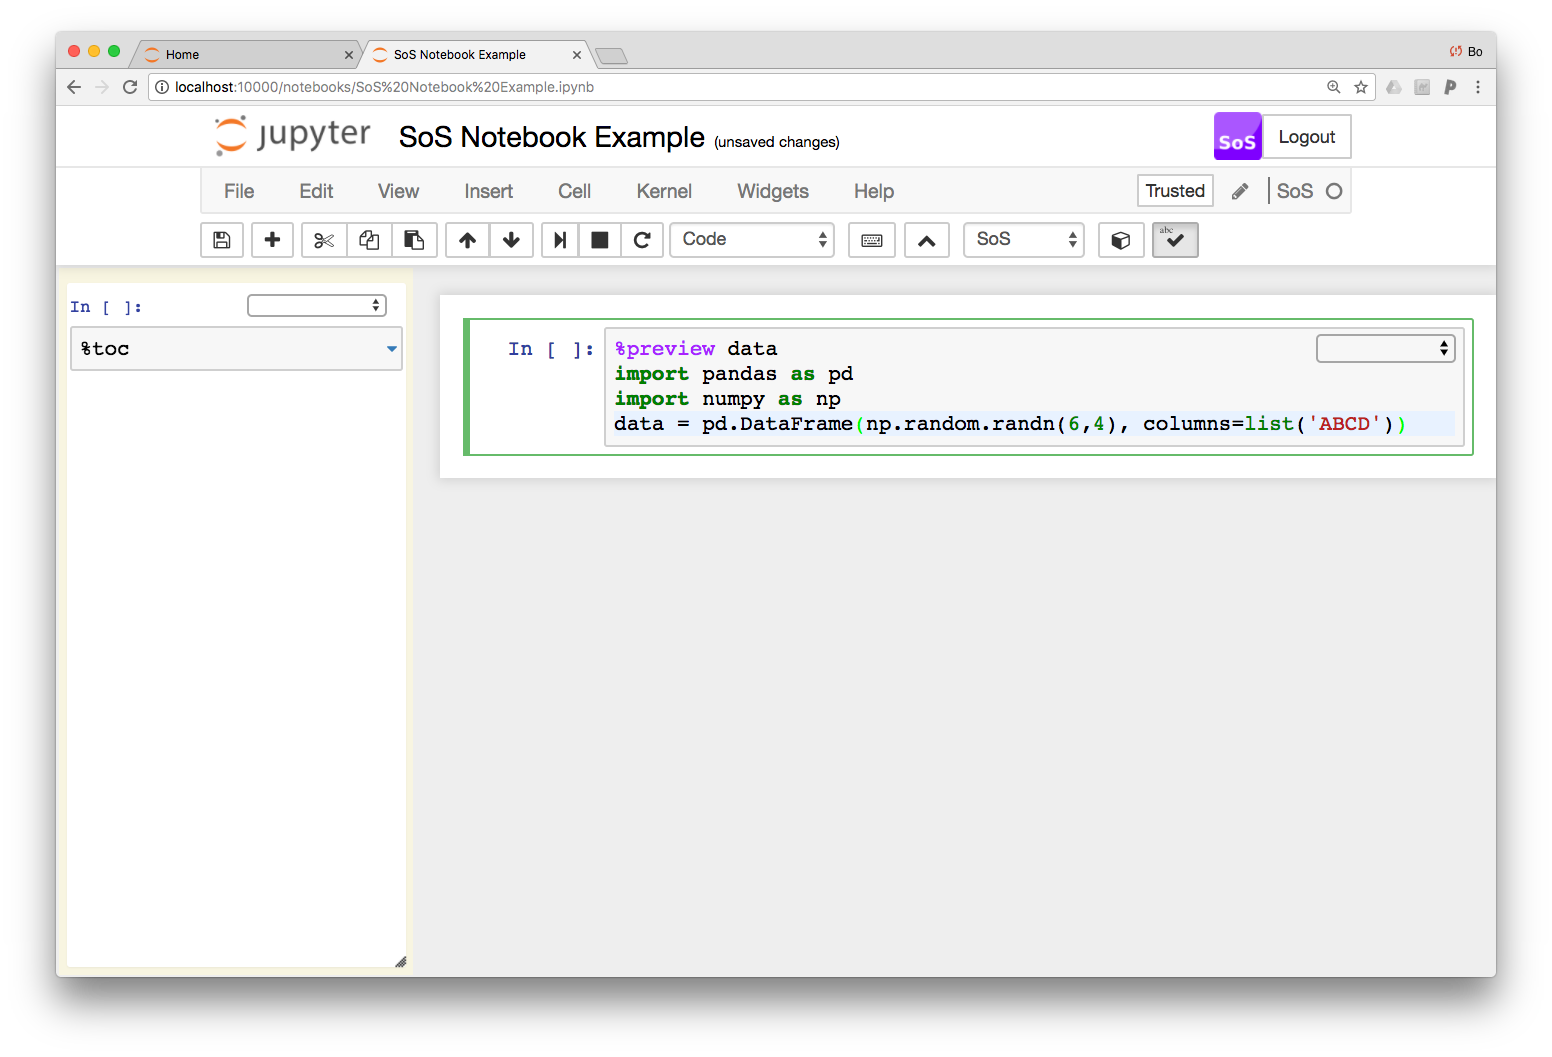 Home
SoS Notebook Example
Bo
localhost:10000/notebooks/SoS%20Notebook%20Example.ipynb
jupyter SoS Notebook Example (unsaved changes)
SoS
Logout
File Edit View Insert Cell Kernel Widgets Help
Trusted SoS
Code SoS abc
In [ ]:
%toc
In [ ]:
%preview data
import pandas as pd
import numpy as np
data = pd.DataFrame(np.random.randn(6,4), columns=list('ABCD'))